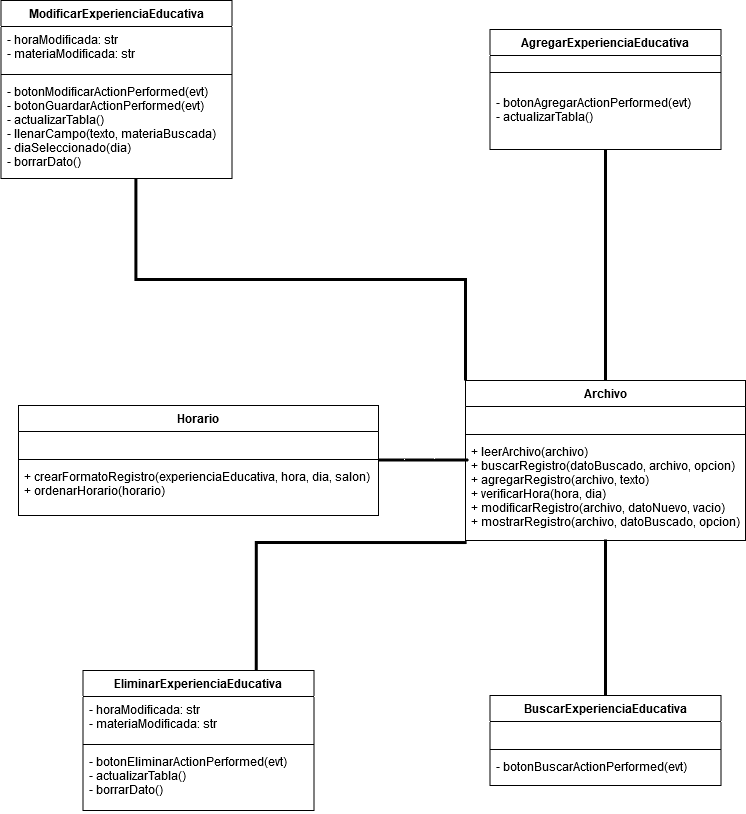 ModificarExperienciaEducativa
- horaModificada: str
- materiaModificada: str
- botonModificarActionPerformed(evt)
- botonGuardarActionPerformed(evt)
- actualizarTabla()
- llenarCampo(texto, materiaBuscada)
- diaSeleccionado(dia)
- borrarDato()
AgregarExperienciaEducativa
- botonAgregarActionPerformed(evt)
- actualizarTabla()
Horario
+ crearFormatoRegistro(experienciaEducativa, hora, dia, salon)
+ ordenarHorario(horario)
Archivo
+ leerArchivo(archivo)
+ buscarRegistro(datoBuscado, archivo, opcion)
+ agregarRegistro(archivo, texto)
+ verificarHora(hora, dia)
+ modificarRegistro(archivo, datoNuevo, vacio)
+ mostrarRegistro(archivo, datoBuscado, opcion)
EliminarExperienciaEducativa
- horaModificada: str
- materiaModificada: str
- botonEliminarActionPerformed(evt)
- actualizarTabla()
- borrarDato()
BuscarExperienciaEducativa
- botonBuscarActionPerformed(evt)